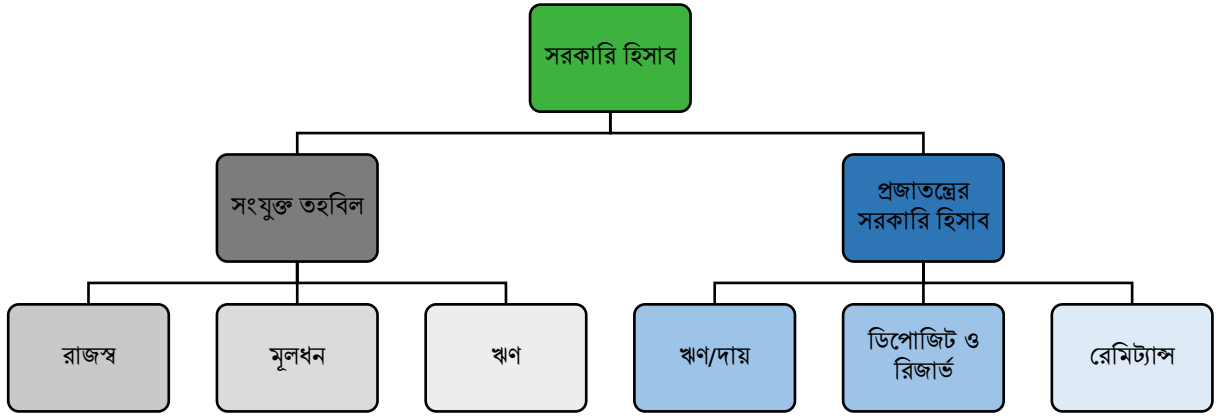 সরকারি হিসাব
সংযুক্ত তহবিল
প্রজাতন্ত্রের
সরকারি হিসাব
রাজস্ব
মূলধন
ঋণ
ঋণ/দায়
ডিপোজিট ও
রিজার্ভ
রেমিট্যান্স